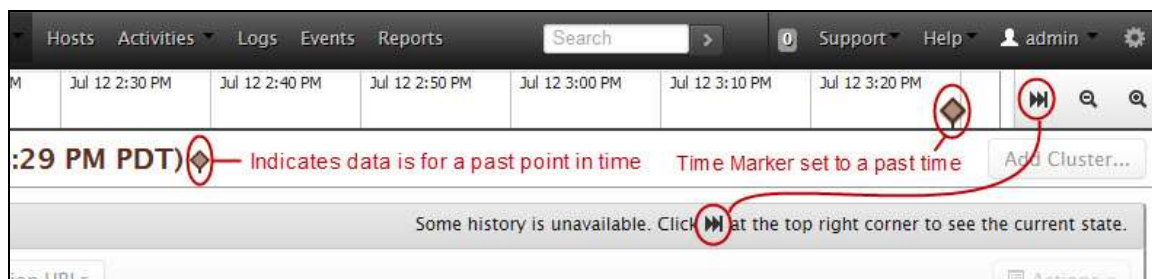 Hosts Activities Logs Events Reports Search 0 Support Help admin
M Jul 12 2:30 PM Jul 12 2:40 PM Jul 12 2:50 PM Jul 12 3:00 PM Jul 12 3:10 PM Jul 12 3:20 PM
:29 PM PDT) Indicates data is for a past point in time Time Marker set to a past time Add Cluster...
Some history is unavailable. Click at the top right corner to see the current state.